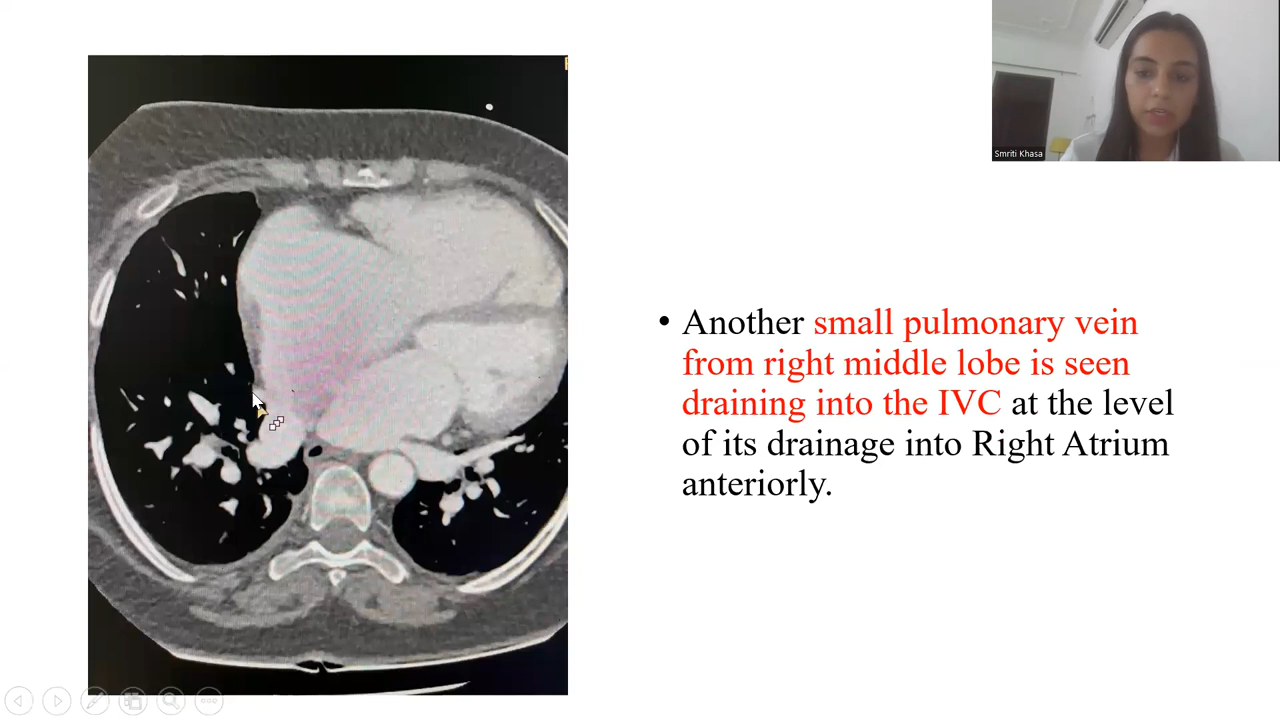 Smriti Khasa
• Another small pulmonary vein
from right middle lobe is seen
draining into the IVC at the level
of its drainage into Right Atrium
anteriorly.